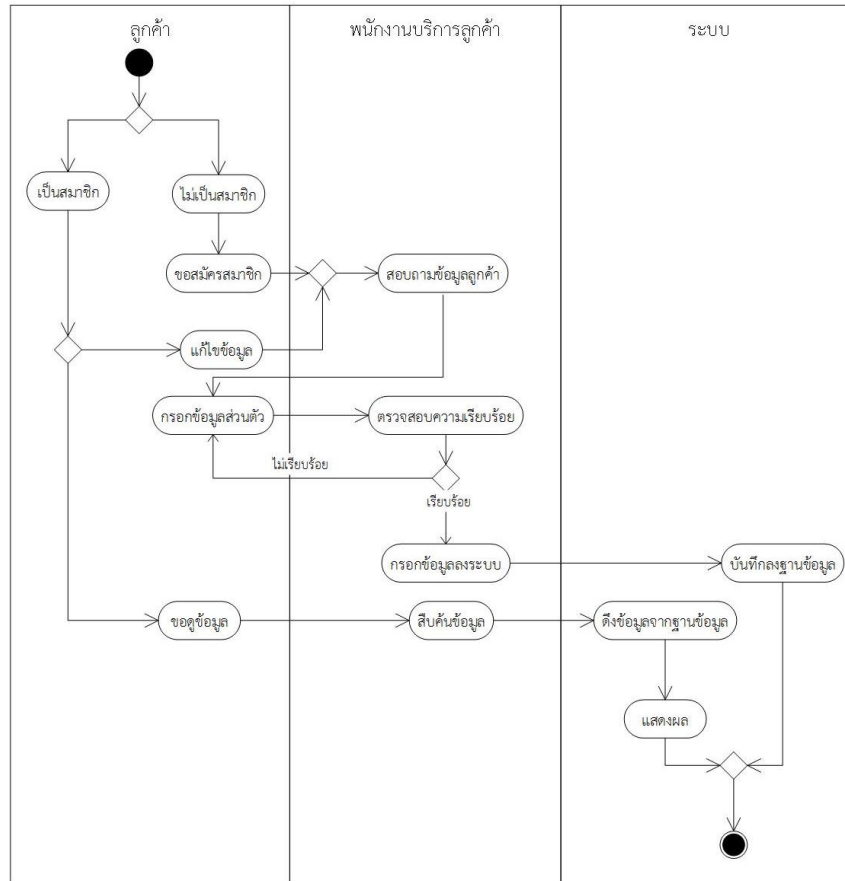 ลูกค้า
พนักงานบริการลูกค้า
ระบบ
เป็นสมาชิก
ไม่เป็นสมาชิก
ขอสมัครสมาชิก
สอบถามข้อมูลลูกค้า
แก้ไขข้อมูล
กรอกข้อมูลส่วนตัว
ตรวจสอบความเรียบร้อย
ไม่เรียบร้อย
เรียบร้อย
กรอกข้อมูลลงระบบ
บันทึกลงฐานข้อมูล
ขอดูข้อมูล
สืบค้นข้อมูล
ดึงข้อมูลจากฐานข้อมูล
แสดงผล